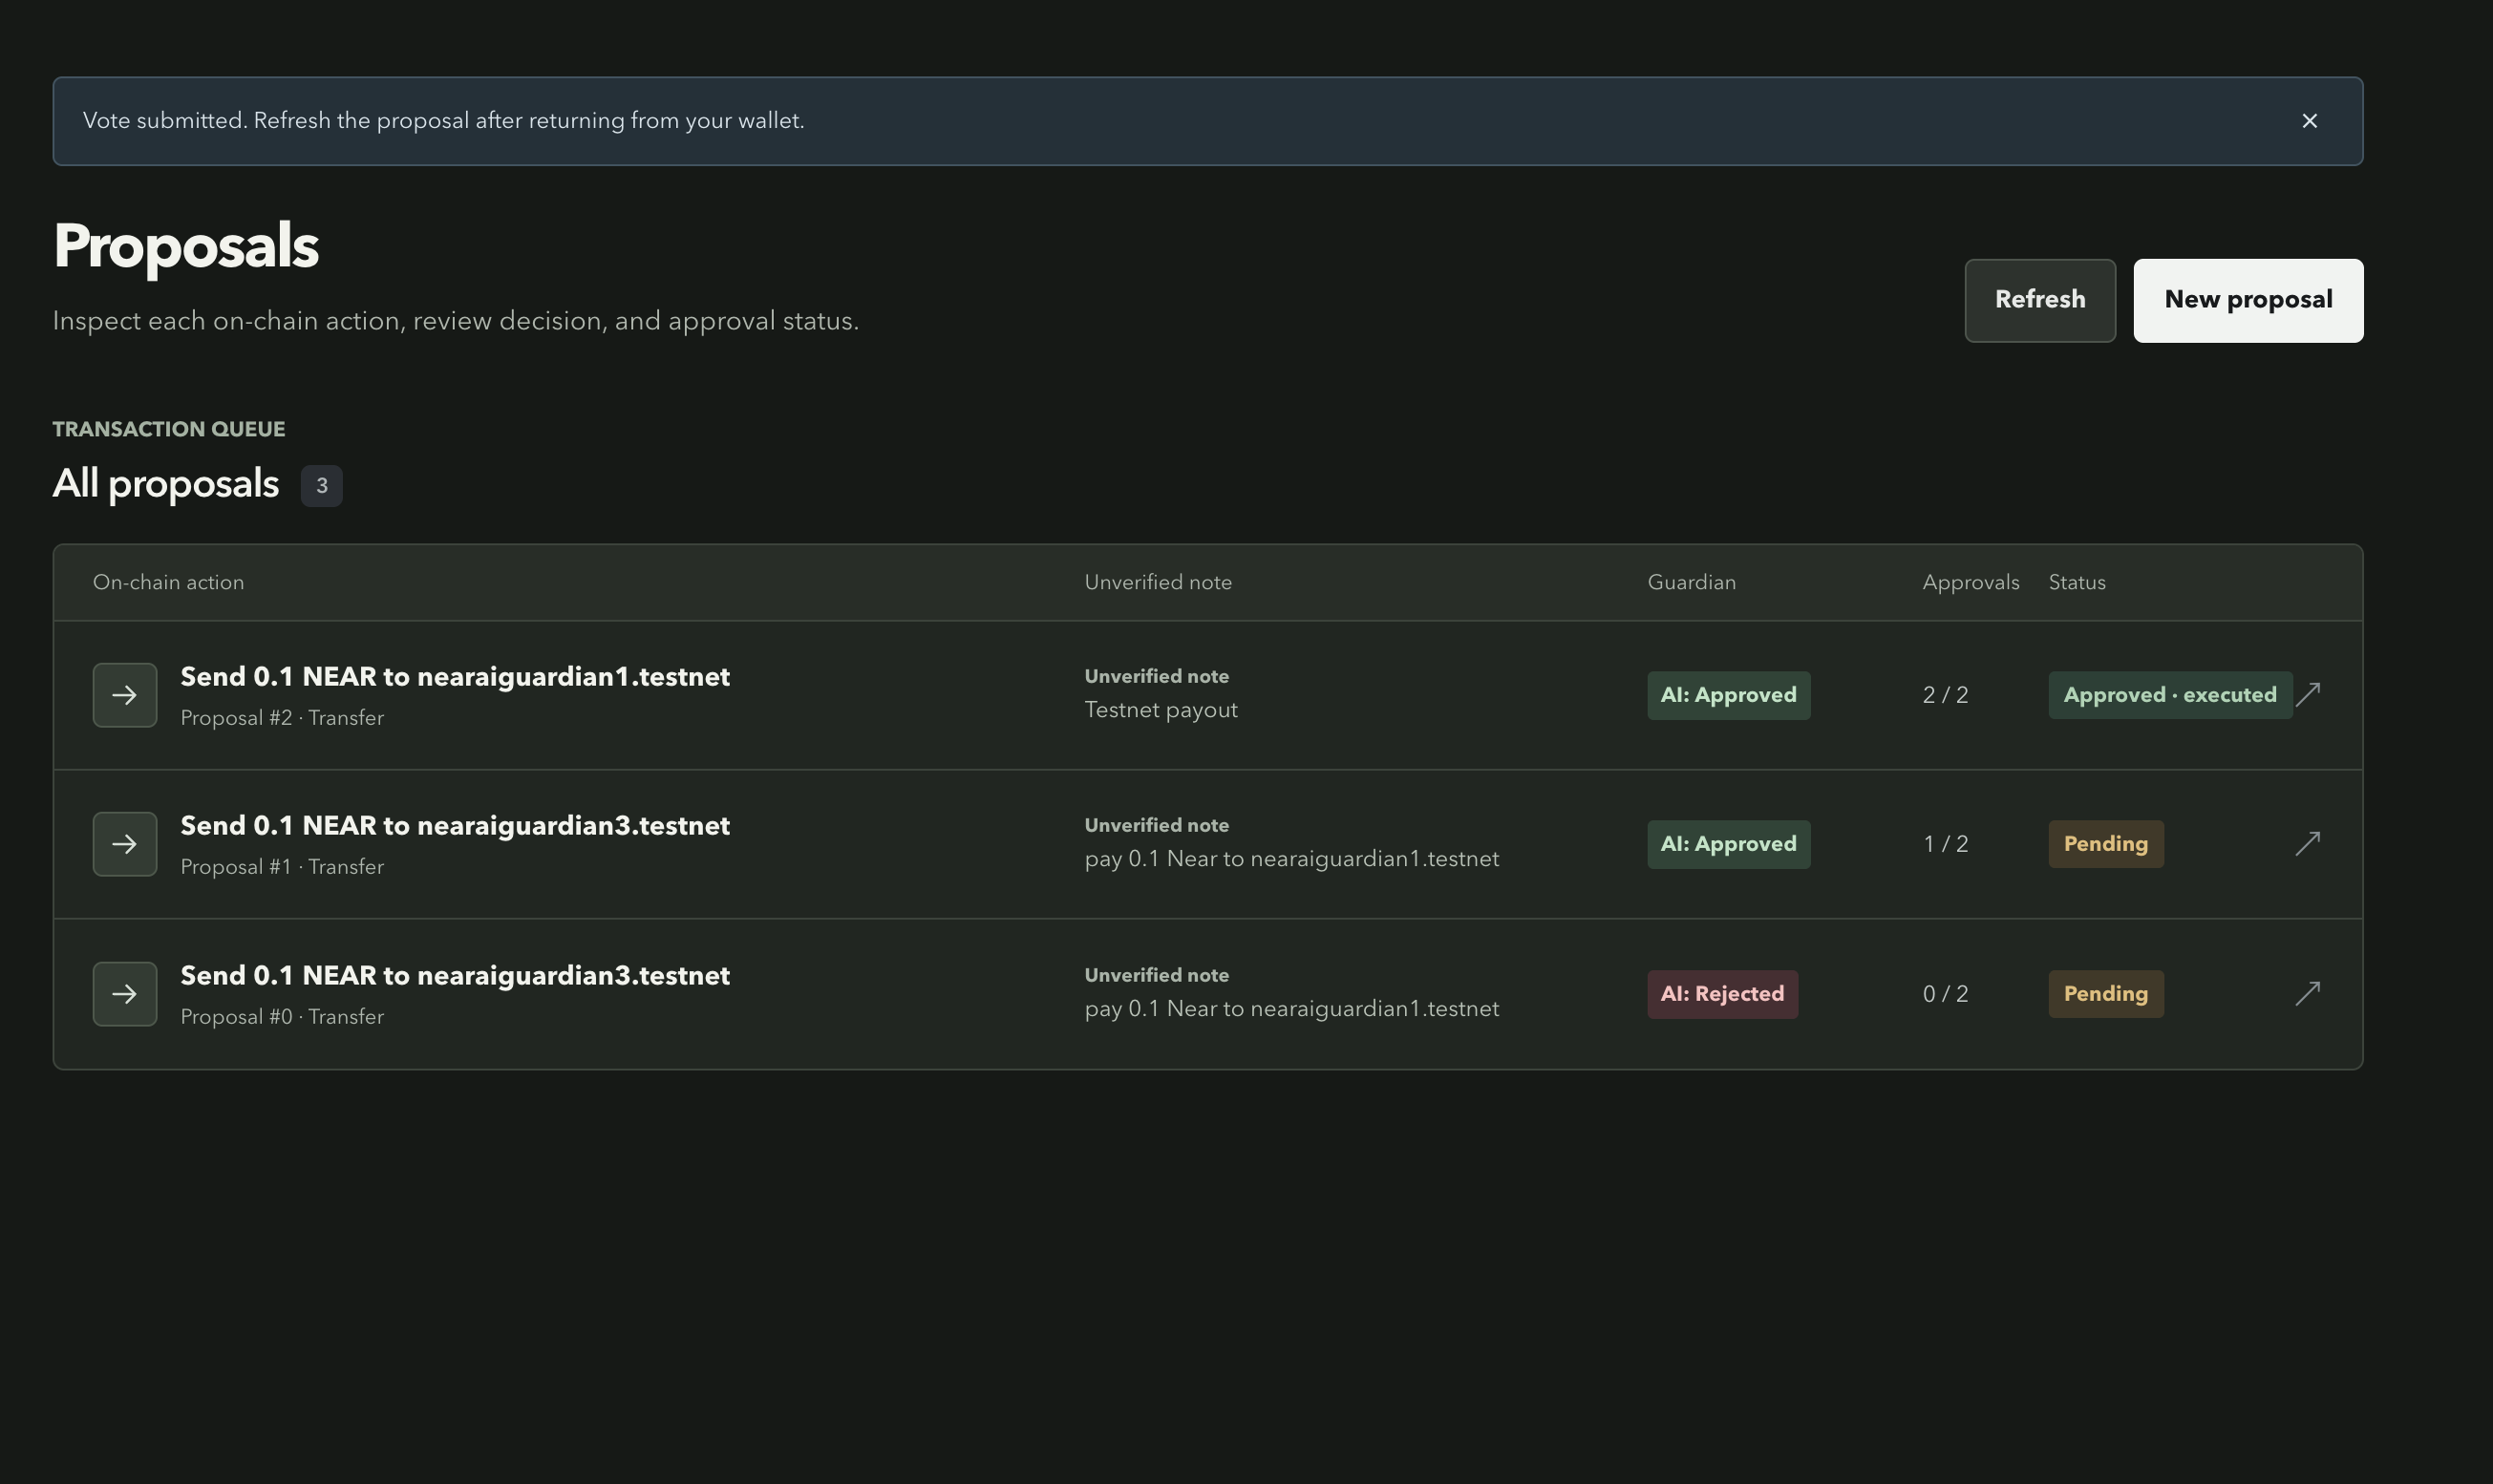 Vote submitted. Refresh the proposal after returning from your wallet.
Proposals
Inspect each on-chain action, review decision, and approval status.
Refresh
New proposal
TRANSACTION QUEUE
All proposals 3
On-chain action Unverified note Guardian Approvals Status
Send 0.1 NEAR to nearaiguardian1.testnet
Proposal #2 · Transfer
Unverified note
Testnet payout
AI: Approved
2 / 2
Approved · executed
Send 0.1 NEAR to nearaiguardian3.testnet
Proposal #1 · Transfer
Unverified note
pay 0.1 Near to nearaiguardian1.testnet
AI: Approved
1 / 2
Pending
Send 0.1 NEAR to nearaiguardian3.testnet
Proposal #0 · Transfer
Unverified note
pay 0.1 Near to nearaiguardian1.testnet
AI: Rejected
0 / 2
Pending